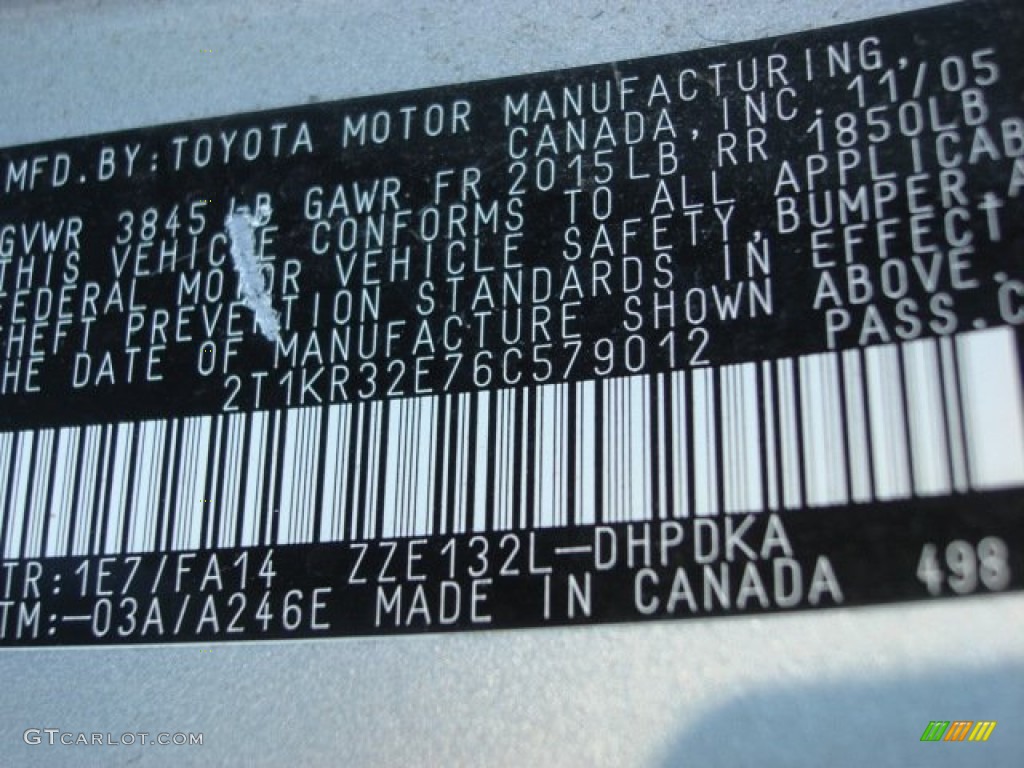 MFD. BY: TOYOTA MOTOR MANUFACTURING,
CANADA, INC. 11/05
GVWR 3845 LB GAWR FR 2015LB RR 1850LB
THIS VEHICLE CONFORMS TO ALL APPLICAB
FEDERAL MOTOR VEHICLE SAFETY, BUMPER, A
THEFT PREVENTION STANDARDS IN EFFECT
HE DATE OF MANUFACTURE SHOWN ABOVE.
2T1KR32E76C579012 PASS. C
TR: 1E7/FA14 ZZE132L-DHPDKA
TM:-03A/A246E MADE IN CANADA 498
GTCARLOT.COM